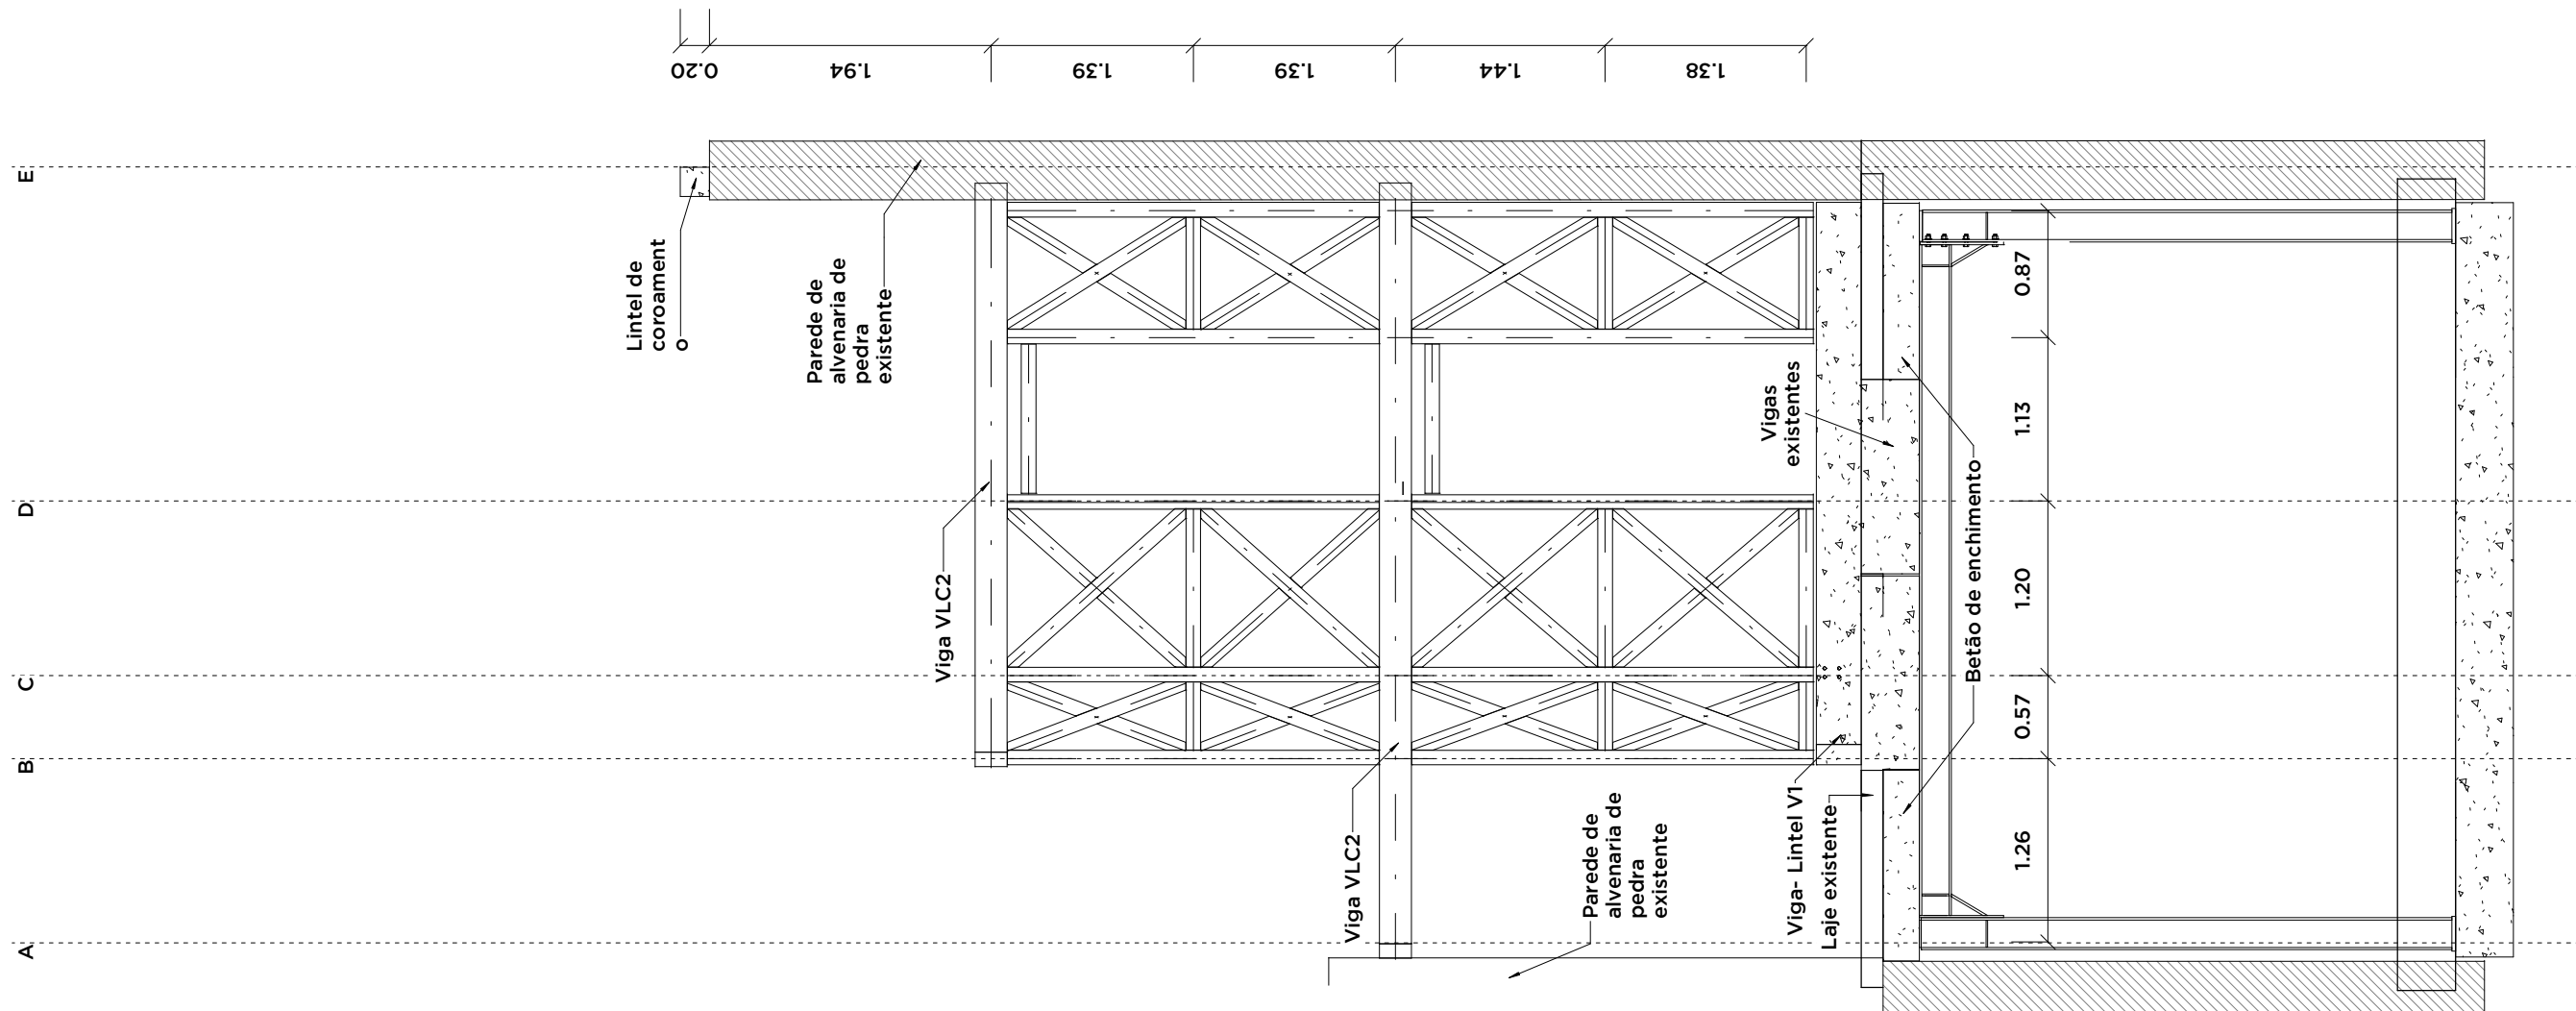 0.20
1.94
1.39
1.39
1.44
1.38
E
D
C
B
A
Lintel de
coroament
o
Parede de
alvenaria de
pedra
existente
Viga VLC2
Viga VLC2
Parede de
alvenaria de
pedra
existente
Vigas
existentes
Viga- Lintel V1
Laje existente
Betão de enchimento
0.87
1.13
1.20
0.57
1.26